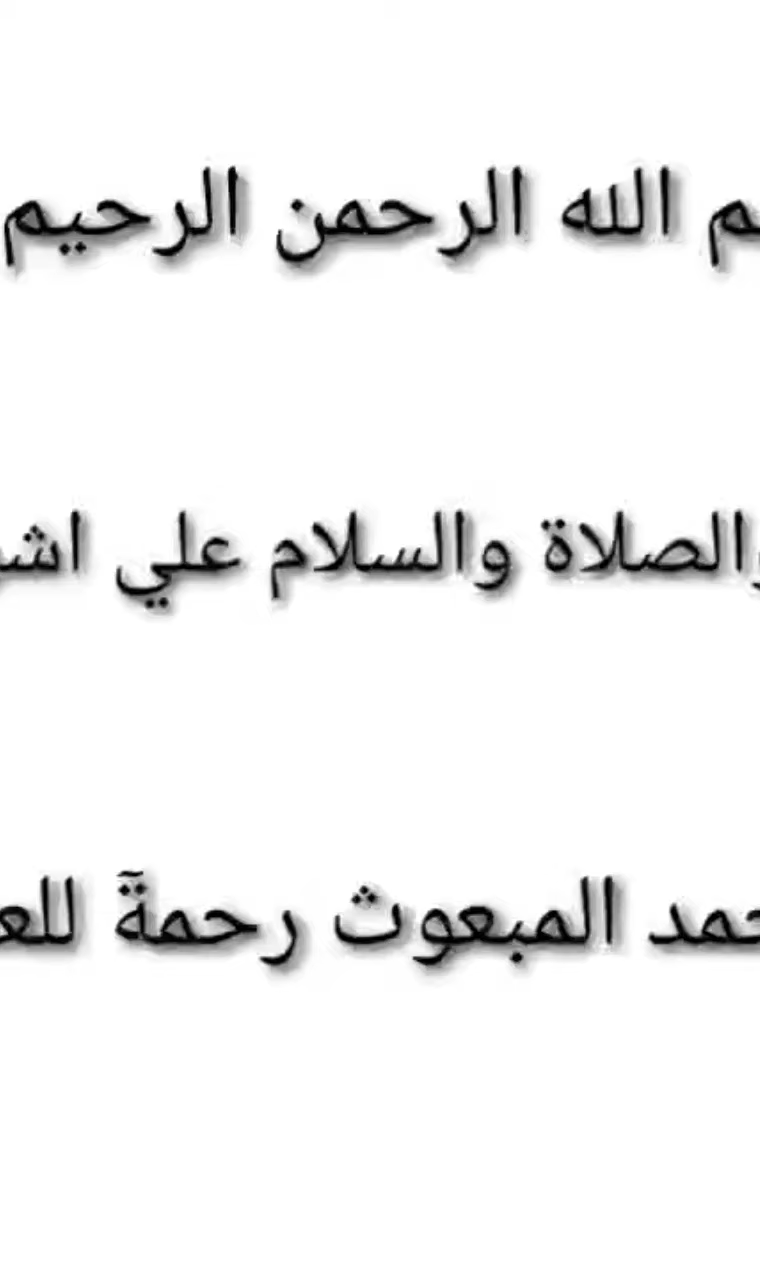 الله الرحمن الرحيم
والصلاة والسلام علي
المبعوث رحمة